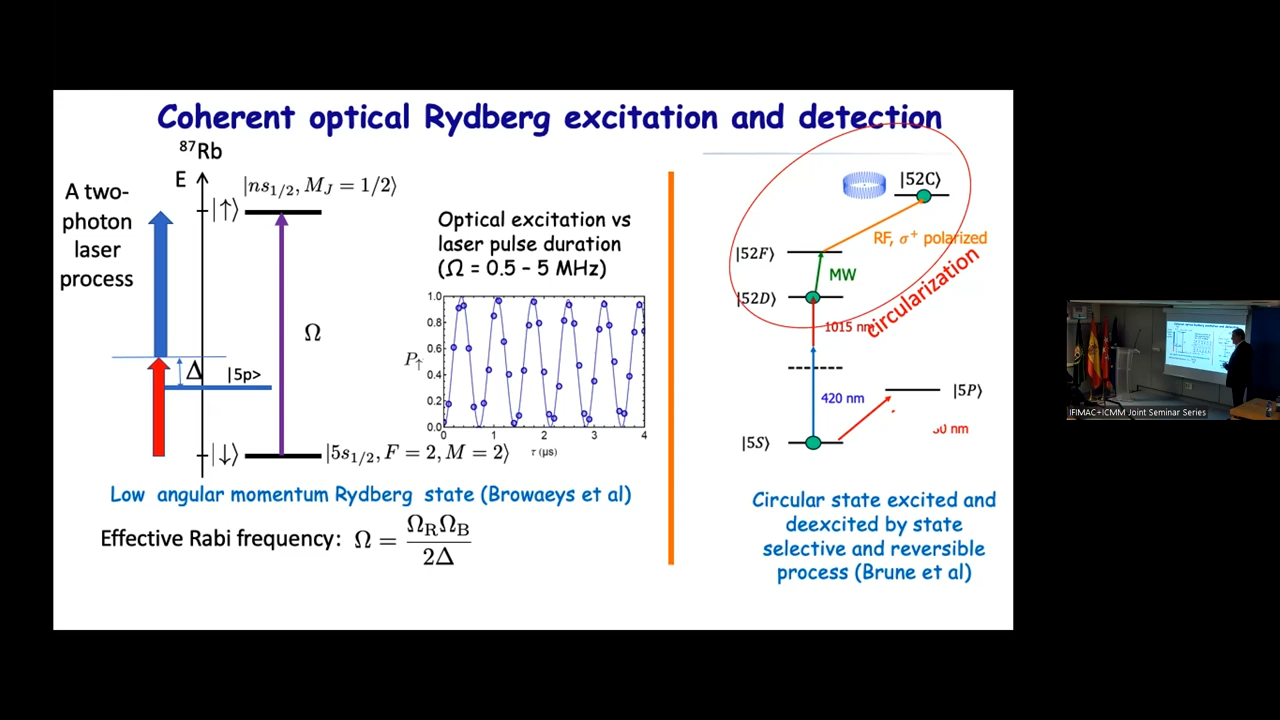 Coherent optical Rydberg excitation and detection
⁸⁷Rb
E
A two-
photon
laser
process
|ns₁/₂, M_J = 1/2⟩
|↑⟩
Ω
Δ
|5p>
|↓⟩
|5s₁/₂, F = 2, M = 2⟩
Optical excitation vs
laser pulse duration
(Ω = 0.5 – 5 MHz)
1.0
0.8
0.6
0.4
0.2
0.0
P↑
0
1
2
3
4
τ (μs)
Low angular momentum Rydberg state (Browaeys et al)
Effective Rabi frequency: Ω = Ω_RΩ_B / 2Δ
|52C⟩
RF, σ⁺ polarized
|52F⟩
MW
circularization
|52D⟩
1015 nm
420 nm
|5P⟩
nm
|5S⟩
Circular state excited and
deexcited by state
selective and reversible
process (Brune et al)
IFIMAC+ICMM Joint Seminar Series